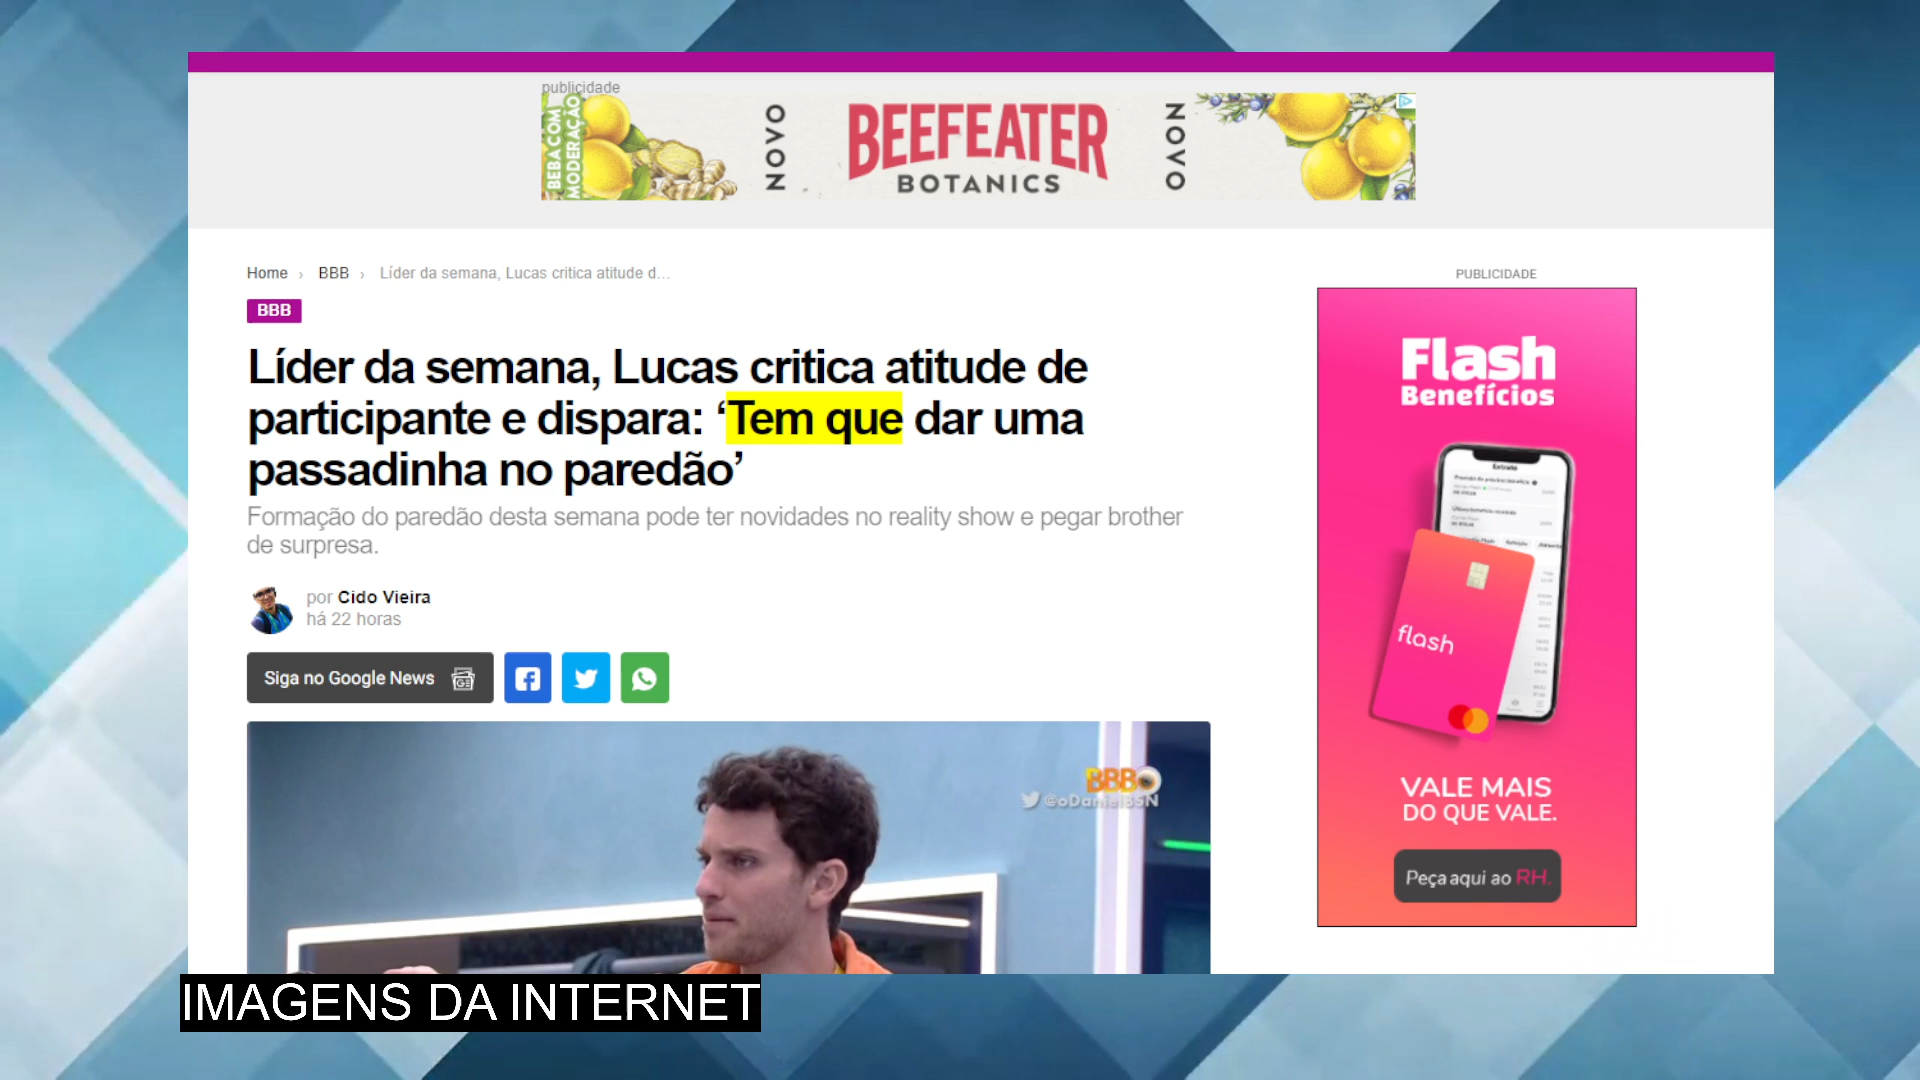 publicidade
BEBA COM
MODERAÇÃO
NOVO
BEEFEATER
BOTANICS
NOVO
Home › BBB › Líder da semana, Lucas critica atitude d...
BBB
Líder da semana, Lucas critica atitude de
participante e dispara: ‘Tem que dar uma
passadinha no paredão’
Formação do paredão desta semana pode ter novidades no reality show e pegar brother
de surpresa.
por Cido Vieira
há 22 horas
Siga no Google News
BBB
PUBLICIDADE
Flash
Benefícios
Extrato
flash
VALE MAIS
DO QUE VALE.
Peça aqui ao RH.
IMAGENS DA INTERNET